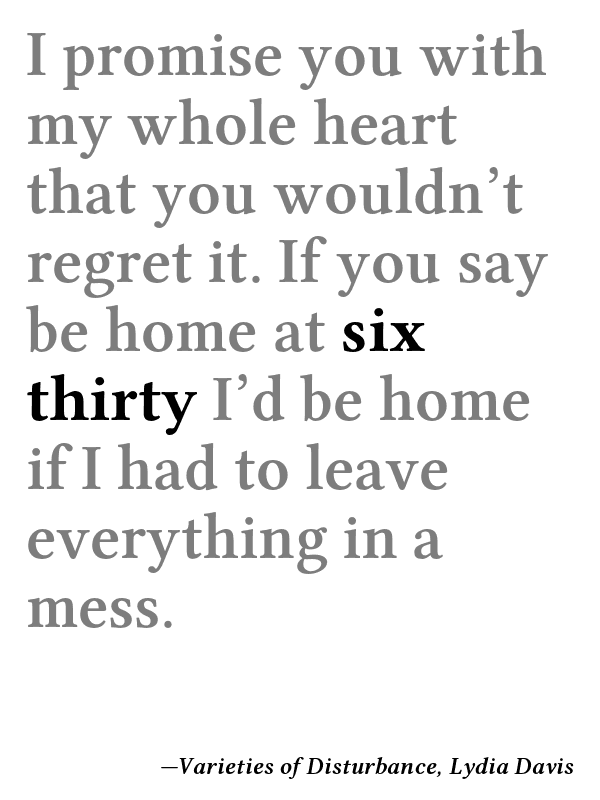 I promise you with
my whole heart
that you wouldn’t
regret it. If you say
be home at six
thirty I’d be home
if I had to leave
everything in a
mess.
—Varieties of Disturbance, Lydia Davis